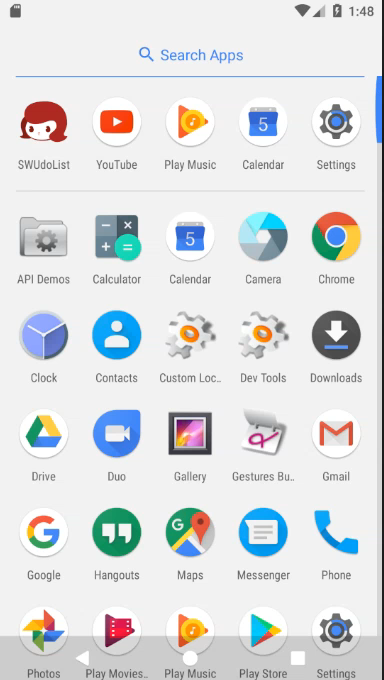 1:48
Search Apps
SWUdoList YouTube Play Music Calendar Settings
5
API Demos Calculator Calendar Camera Chrome
5
Clock Contacts Custom Loc.. Dev Tools Downloads
Drive Duo Gallery Gestures Bu.. Gmail
Google Hangouts Maps Messenger Phone
G
G
Photos Play Movies.. Play Music Play Store Settings